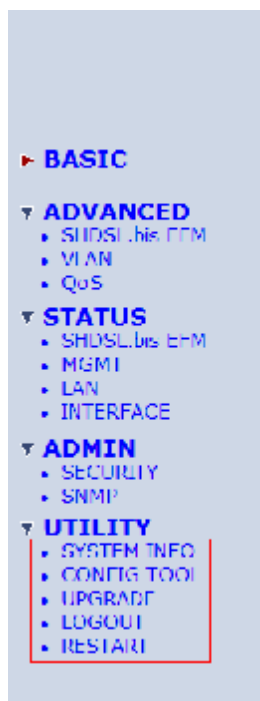 BASIC
ADVANCED
SHDSL.bis EFM
VLAN
QoS
STATUS
SHDSL.bis EFM
MGMT
LAN
INTERFACE
ADMIN
SECURITY
SNMP
UTILITY
SYSTEM INFO
CONFIG TOOL
UPGRADE
LOGOUT
RESTART